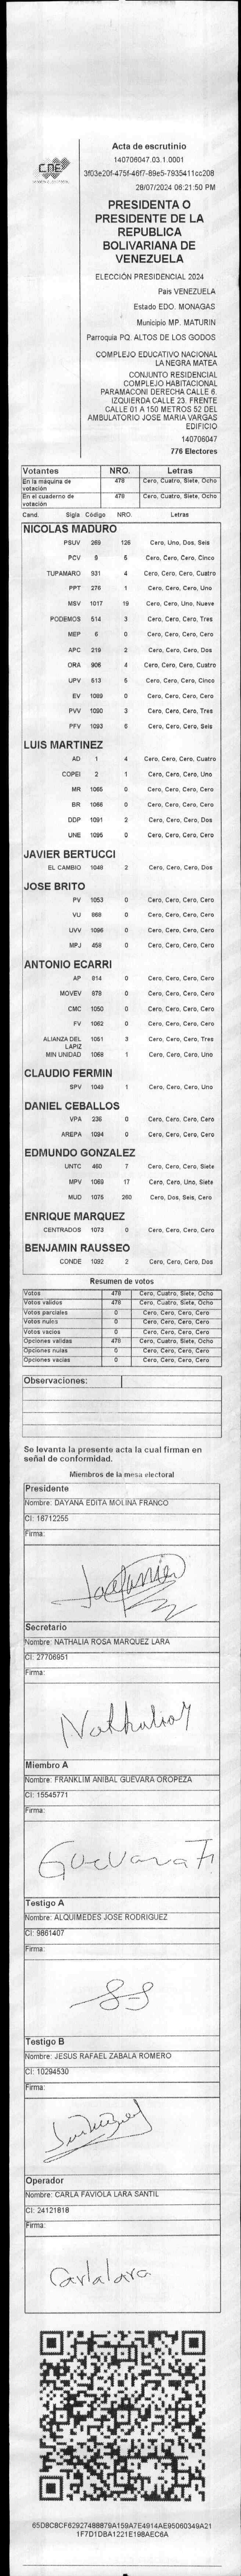 CNE
Acta de escrutinio
140706047.03.1.0001
3f03e20f-475f-46f7-89e5-7935411cc208
28/07/2024 06:21:50 PM
PRESIDENTA O
PRESIDENTE DE LA
REPUBLICA
BOLIVARIANA DE
VENEZUELA
ELECCIÓN PRESIDENCIAL 2024
País VENEZUELA
Estado EDO. MONAGAS
Municipio MP. MATURIN
Parroquia PQ. ALTOS DE LOS GODOS
COMPLEJO EDUCATIVO NACIONAL
LA NEGRA MATEA
CONJUNTO RESIDENCIAL
COMPLEJO HABITACIONAL
PARAMACONI DERECHA CALLE 6.
IZQUIERDA CALLE 23. FRENTE
CALLE 01 A 150 METROS 52 DEL
AMBULATORIO JOSE MARIA VARGAS
EDIFICIO
140706047
776 Electores
Votantes NRO. Letras
En la máquina de votación 478 Cero, Cuatro, Siete, Ocho
En el cuaderno de votación 478 Cero, Cuatro, Siete, Ocho
Cand. Sigla Código NRO. Letras
NICOLAS MADURO
PSUV 269 126 Cero, Uno, Dos, Seis
PCV 9 5 Cero, Cero, Cero, Cinco
TUPAMARO 931 4 Cero, Cero, Cero, Cuatro
PPT 276 1 Cero, Cero, Cero, Uno
MSV 1017 19 Cero, Cero, Uno, Nueve
PODEMOS 514 3 Cero, Cero, Cero, Tres
MEP 6 0 Cero, Cero, Cero, Cero
APC 219 2 Cero, Cero, Cero, Dos
ORA 906 4 Cero, Cero, Cero, Cuatro
UPV 513 5 Cero, Cero, Cero, Cinco
EV 1089 0 Cero, Cero, Cero, Cero
PVV 1090 3 Cero, Cero, Cero, Tres
PFV 1093 6 Cero, Cero, Cero, Seis
LUIS MARTINEZ
AD 1 4 Cero, Cero, Cero, Cuatro
COPEI 2 1 Cero, Cero, Cero, Uno
MR 1065 0 Cero, Cero, Cero, Cero
BR 1066 0 Cero, Cero, Cero, Cero
DDP 1091 2 Cero, Cero, Cero, Dos
UNE 1095 0 Cero, Cero, Cero, Cero
JAVIER BERTUCCI
EL CAMBIO 1046 2 Cero, Cero, Cero, Dos
JOSE BRITO
PV 1053 0 Cero, Cero, Cero, Cero
VU 868 0 Cero, Cero, Cero, Cero
UVV 1096 0 Cero, Cero, Cero, Cero
MPJ 458 0 Cero, Cero, Cero, Cero
ANTONIO ECARRI
AP 814 0 Cero, Cero, Cero, Cero
MOVEV 979 0 Cero, Cero, Cero, Cero
CMC 1050 0 Cero, Cero, Cero, Cero
FV 1062 0 Cero, Cero, Cero, Cero
ALIANZA DEL LAPIZ 1051 3 Cero, Cero, Cero, Tres
MIN UNIDAD 1068 1 Cero, Cero, Cero, Uno
CLAUDIO FERMIN
SPV 1049 1 Cero, Cero, Cero, Uno
DANIEL CEBALLOS
VPA 236 0 Cero, Cero, Cero, Cero
AREPA 1094 0 Cero, Cero, Cero, Cero
EDMUNDO GONZALEZ
UNTC 460 7 Cero, Cero, Cero, Siete
MPV 1069 17 Cero, Cero, Uno, Siete
MUD 1075 260 Cero, Dos, Seis, Cero
ENRIQUE MARQUEZ
CENTRADOS 1073 0 Cero, Cero, Cero, Cero
BENJAMIN RAUSSEO
CONDE 1092 2 Cero, Cero, Cero, Dos
Resumen de votos
Votos 478 Cero, Cuatro, Siete, Ocho
Votos validos 478 Cero, Cuatro, Siete, Ocho
Votos parciales 0 Cero, Cero, Cero, Cero
Votos nulos 0 Cero, Cero, Cero, Cero
Votos vacios 0 Cero, Cero, Cero, Cero
Opciones validas 478 Cero, Cuatro, Siete, Ocho
Opciones nulas 0 Cero, Cero, Cero, Cero
Opciones vacias 0 Cero, Cero, Cero, Cero
Observaciones:
Se levanta la presente acta la cual firman en
señal de conformidad.
Miembros de la mesa electoral
Presidente
Nombre: DAYANA EDITA MOLINA FRANCO
CI: 16712255
Firma:
Secretario
Nombre: NATHALIA ROSA MARQUEZ LARA
CI: 27706951
Firma:
Nathalia M
Miembro A
Nombre: FRANKLIM ANIBAL GUEVARA OROPEZA
CI: 15545771
Firma:
Guevara F
Testigo A
Nombre: ALQUIMEDES JOSE RODRIGUEZ
CI: 9861407
Firma:
Testigo B
Nombre: JESUS RAFAEL ZABALA ROMERO
CI: 10294530
Firma:
Operador
Nombre: CARLA FAVIOLA LARA SANTIL
CI: 24121818
Firma:
Carla lara
65D8C8CF62927488879A159A7E4914AE95060349A21
1F7D1DBA1221E198AEC6A